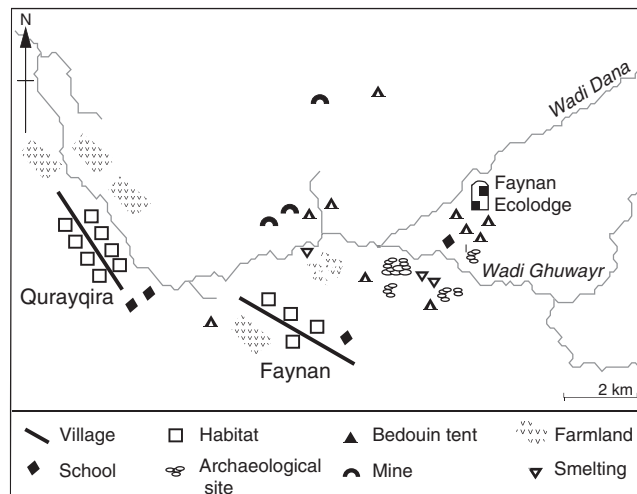 N
Wadi Dana
Faynan
Ecolodge
Wadi Ghuwayr
Qurayqira
Faynan
2 km
Village
Habitat
Bedouin tent
Farmland
School
Archaeological
site
Mine
Smelting